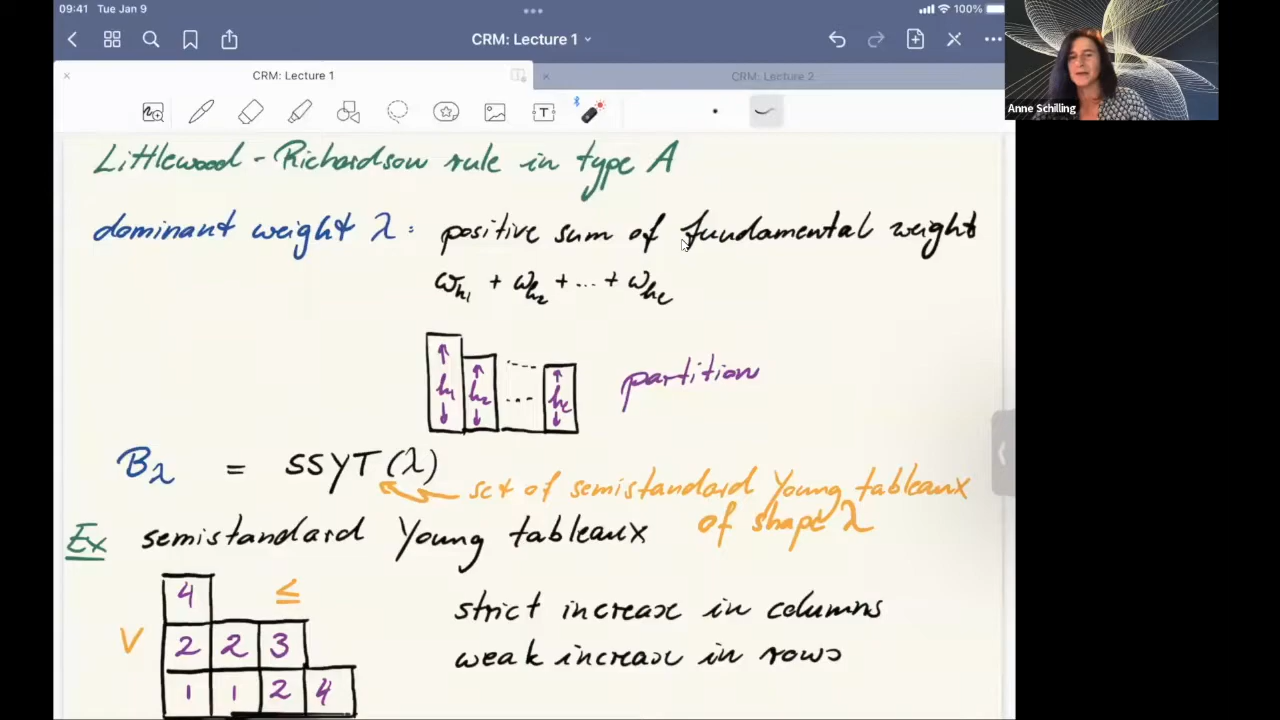 09:41 Tue Jan 9
100%
CRM: Lecture 1
CRM: Lecture 1
CRM: Lecture 2
T
Anne Schilling
Littlewood - Richardson rule in type A
dominant weight λ : positive sum of fundamental weight
ω_{h_1} + ω_{h_2} + ... + ω_{h_ℓ}
h_1 h_2 ... h_ℓ
partition
B_λ = SSYT(λ)
set of semistandard Young tableaux
of shape λ
Ex semistandard Young tableaux
4 ≤
strict increase in columns
V 2 2 3
weak increase in rows
1 1 2 4